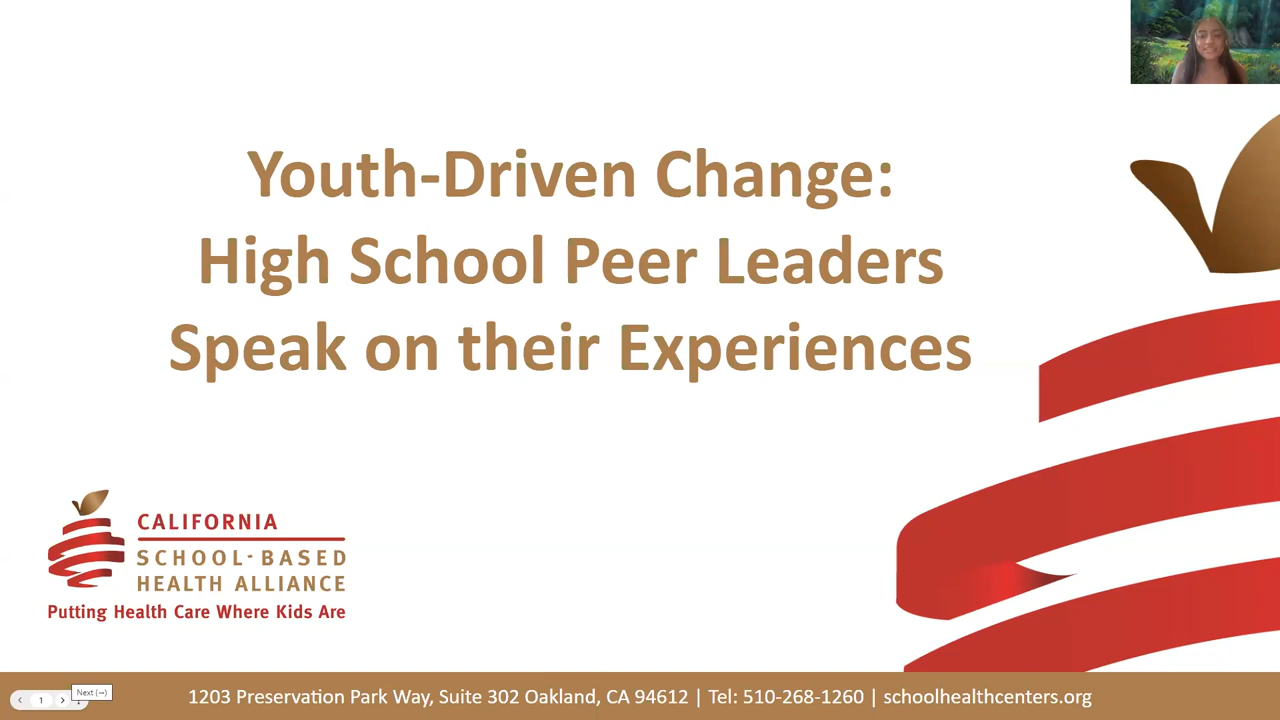 Youth-Driven Change:
High School Peer Leaders
Speak on their Experiences
CALIFORNIA
SCHOOL-BASED
HEALTH ALLIANCE
Putting Health Care Where Kids Are
1
Next (→)
1203 Preservation Park Way, Suite 302 Oakland, CA 94612 | Tel: 510-268-1260 | schoolhealthcenters.org